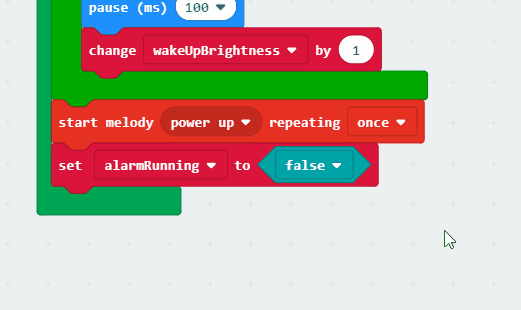 pause (ms) 100
change wakeUpBrightness by 1
start melody power up repeating once
set alarmRunning to false